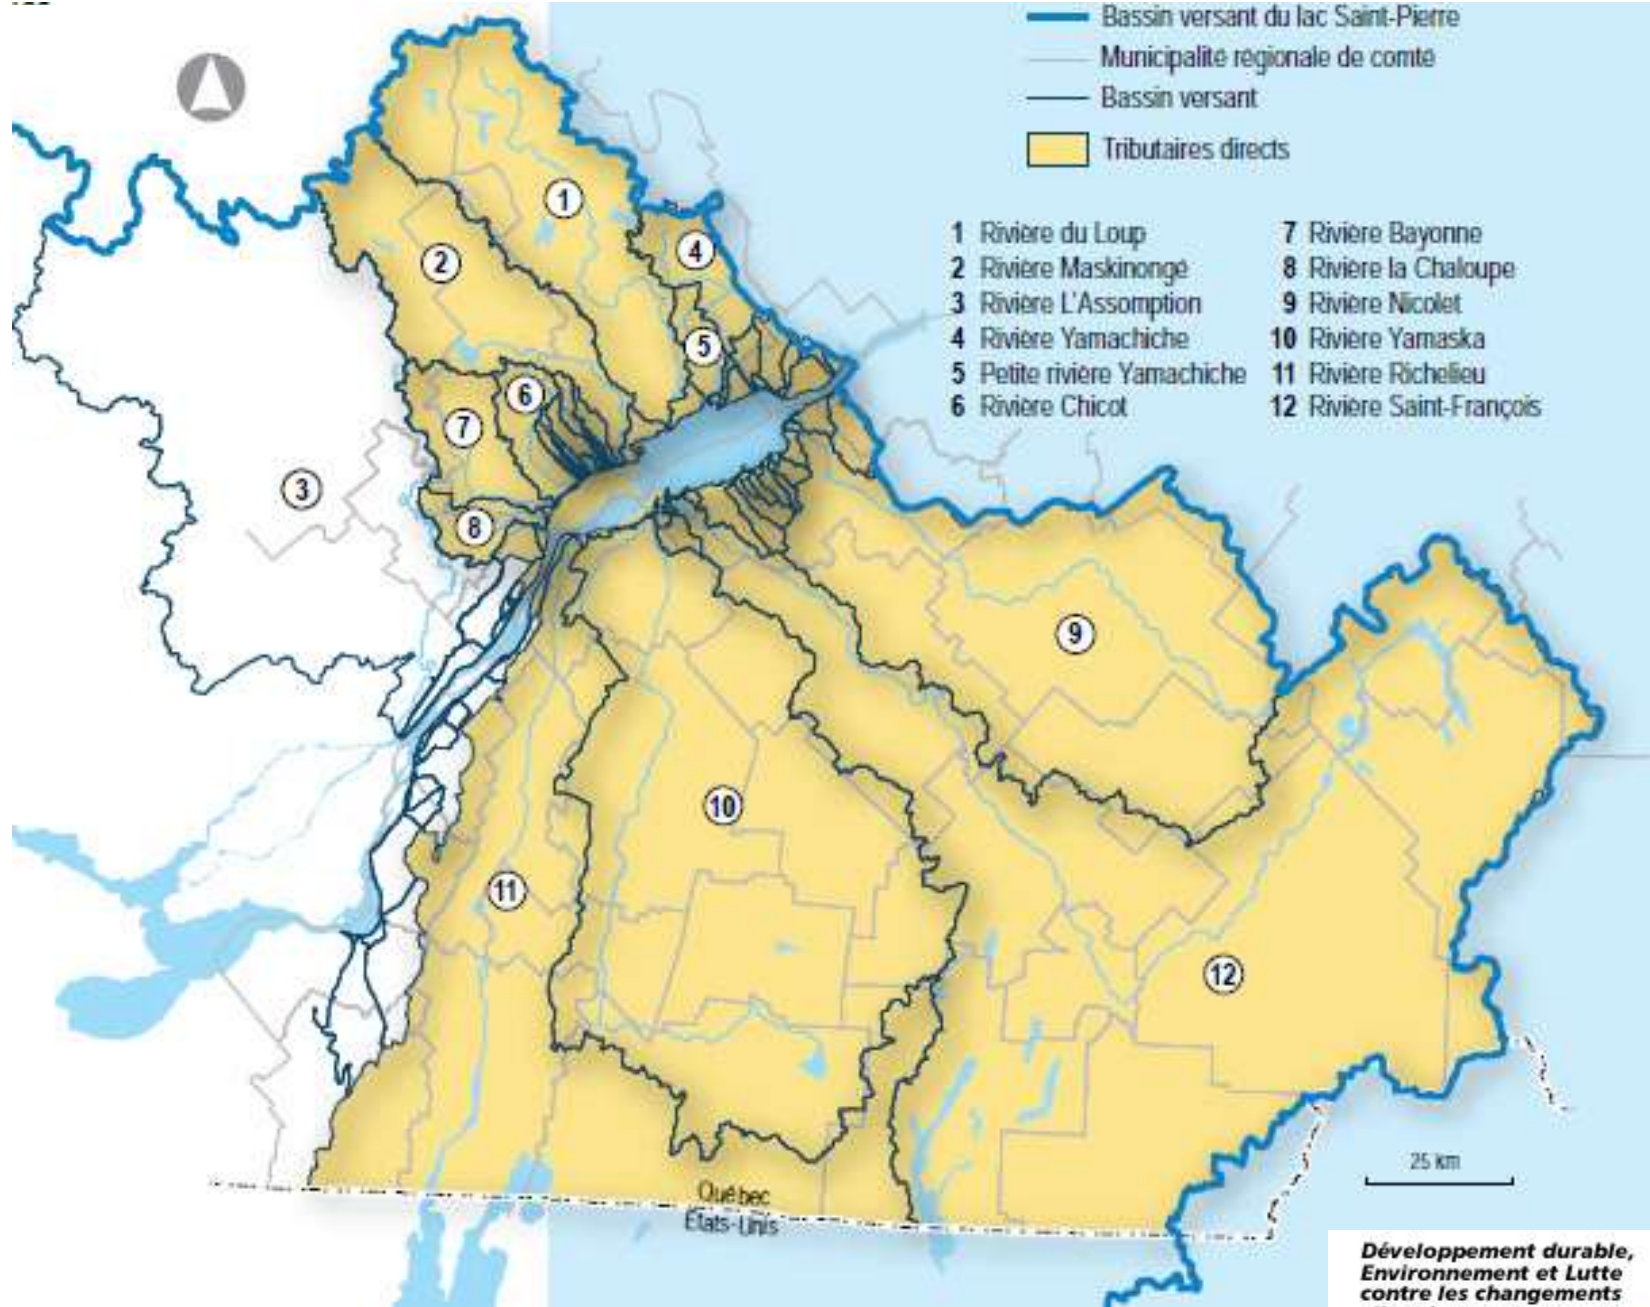 Bassin versant du lac Saint-Pierre
Municipalité régionale de comté
Bassin versant
Tributaires directs
1 Rivière du Loup
2 Rivière Maskinongé
3 Rivière L'Assomption
4 Rivière Yamachiche
5 Petite rivière Yamachiche
6 Rivière Chicot
7 Rivière Bayonne
8 Rivière la Chaloupe
9 Rivière Nicolet
10 Rivière Yamaska
11 Rivière Richelieu
12 Rivière Saint-François
1
2
4
5
6
7
3
8
9
10
11
12
25 km
Québec
États-Unis
Développement durable,
Environnement et Lutte
contre les changements